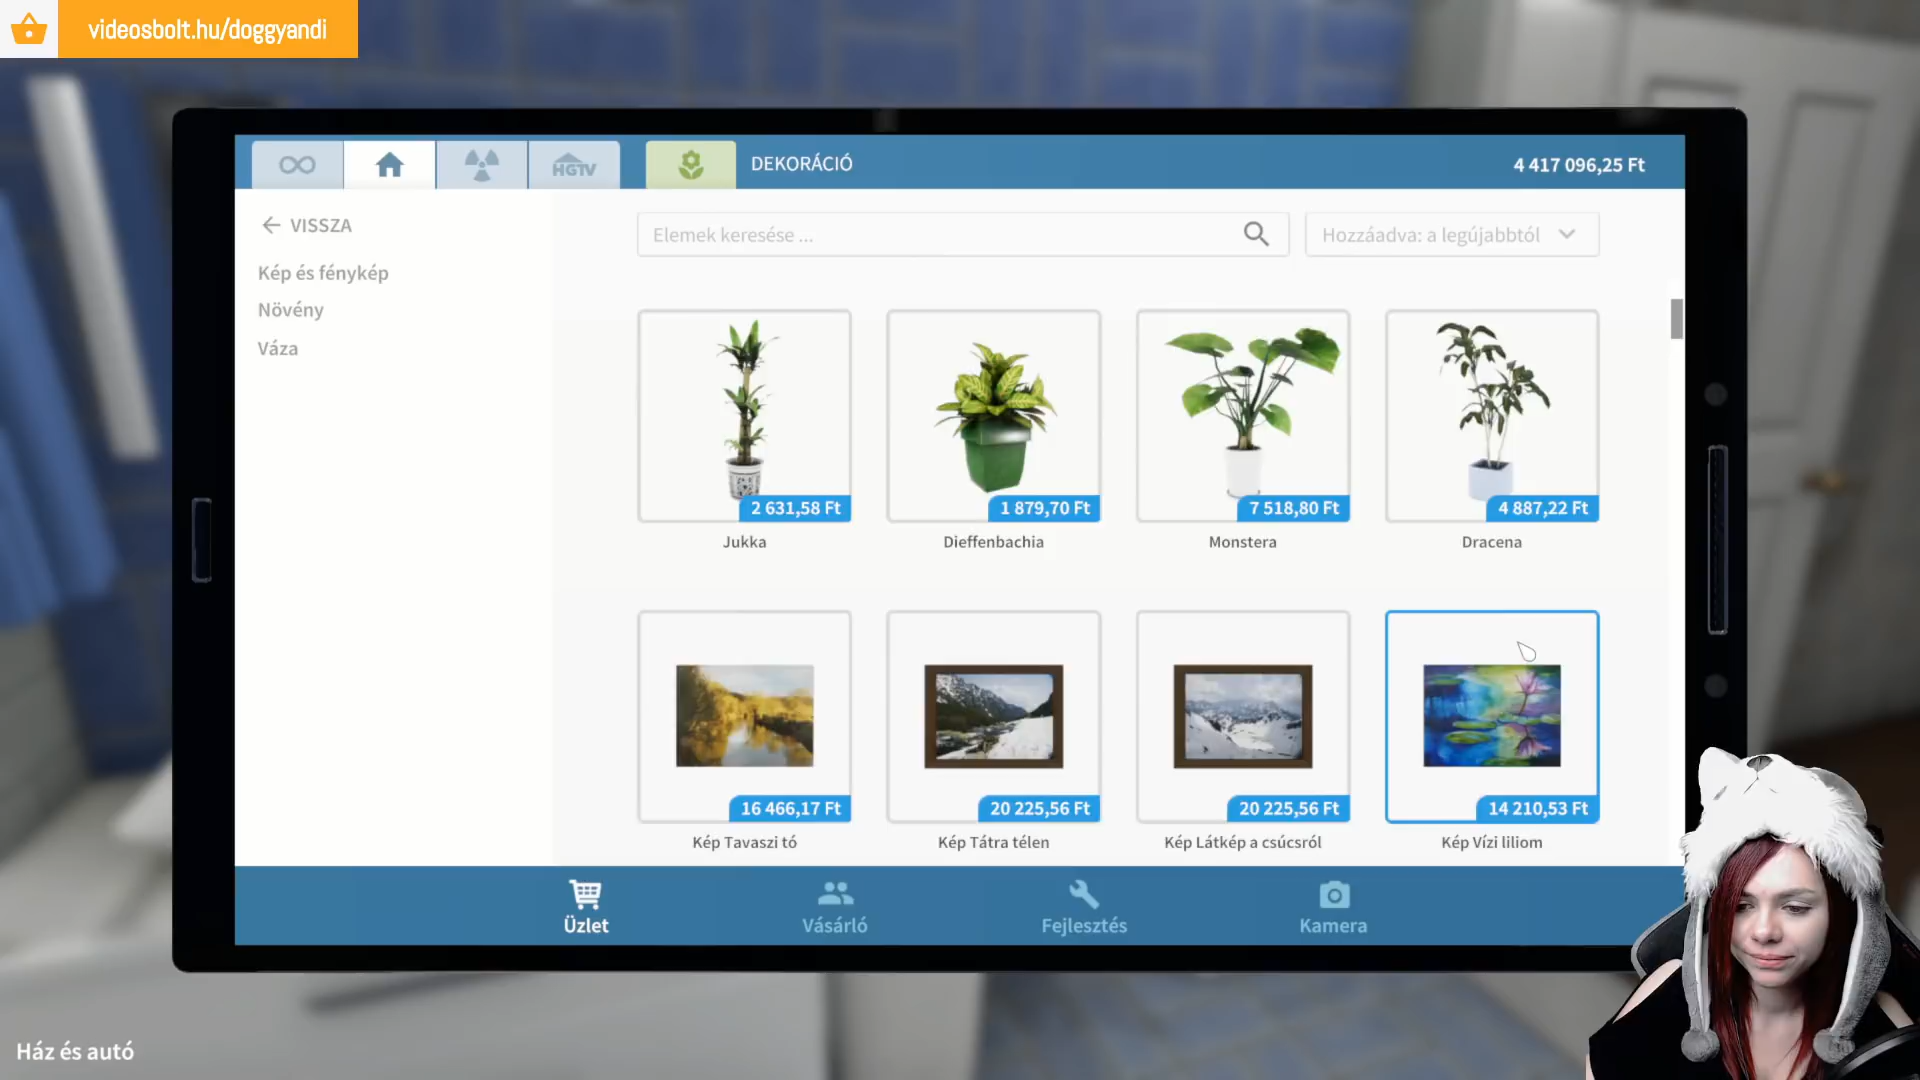 videosbolt.hu/doggyandi
HGTV
DEKORÁCIÓ
4 417 096,25 Ft
VISSZA
Kép és fénykép
Növény
Váza
Elemek keresése ...
Hozzáadva: a legújabbtól
2 631,58 Ft
1 879,70 Ft
7 518,80 Ft
4 887,22 Ft
Jukka
Dieffenbachia
Monstera
Dracena
16 466,17 Ft
20 225,56 Ft
20 225,56 Ft
14 210,53 Ft
Kép Tavaszi tó
Kép Tátra télen
Kép Látkép a csúcsról
Kép Vízi liliom
Üzlet
Vásárló
Fejlesztés
Kamera
Ház és autó